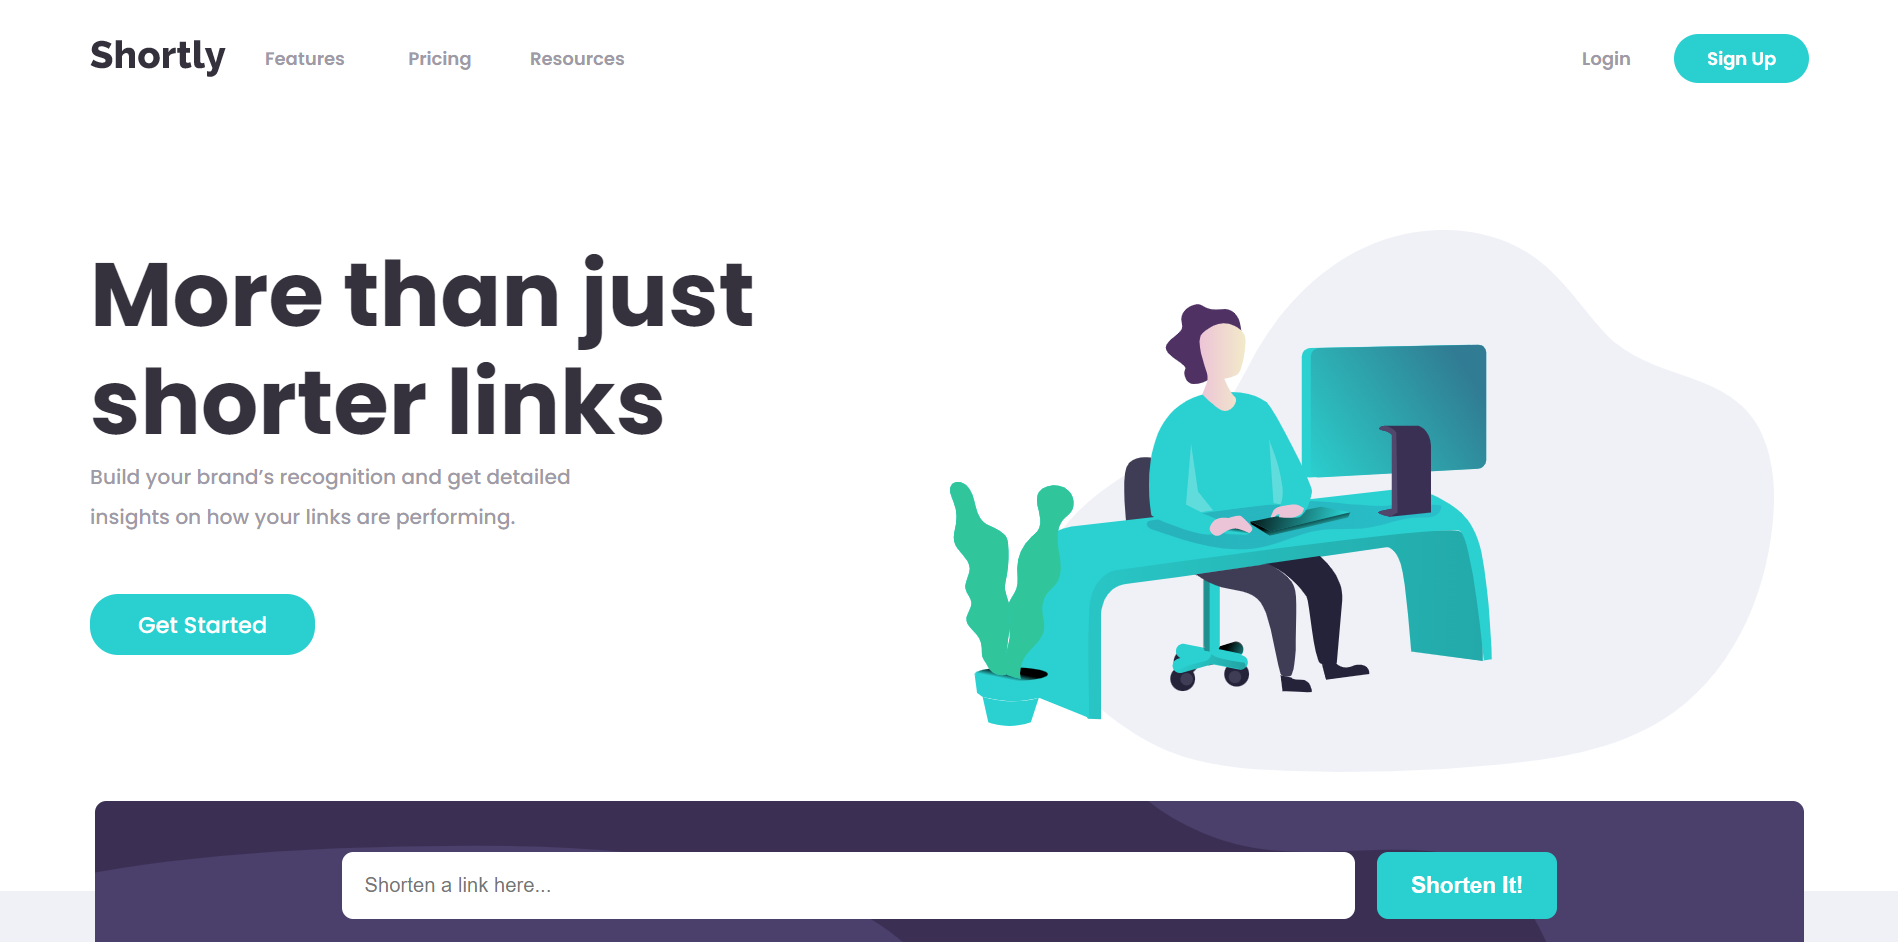 Shortly
Features
Pricing
Resources
Login
Sign Up
More than just
shorter links
Build your brand’s recognition and get detailed
insights on how your links are performing.
Get Started
Shorten a link here...
Shorten It!